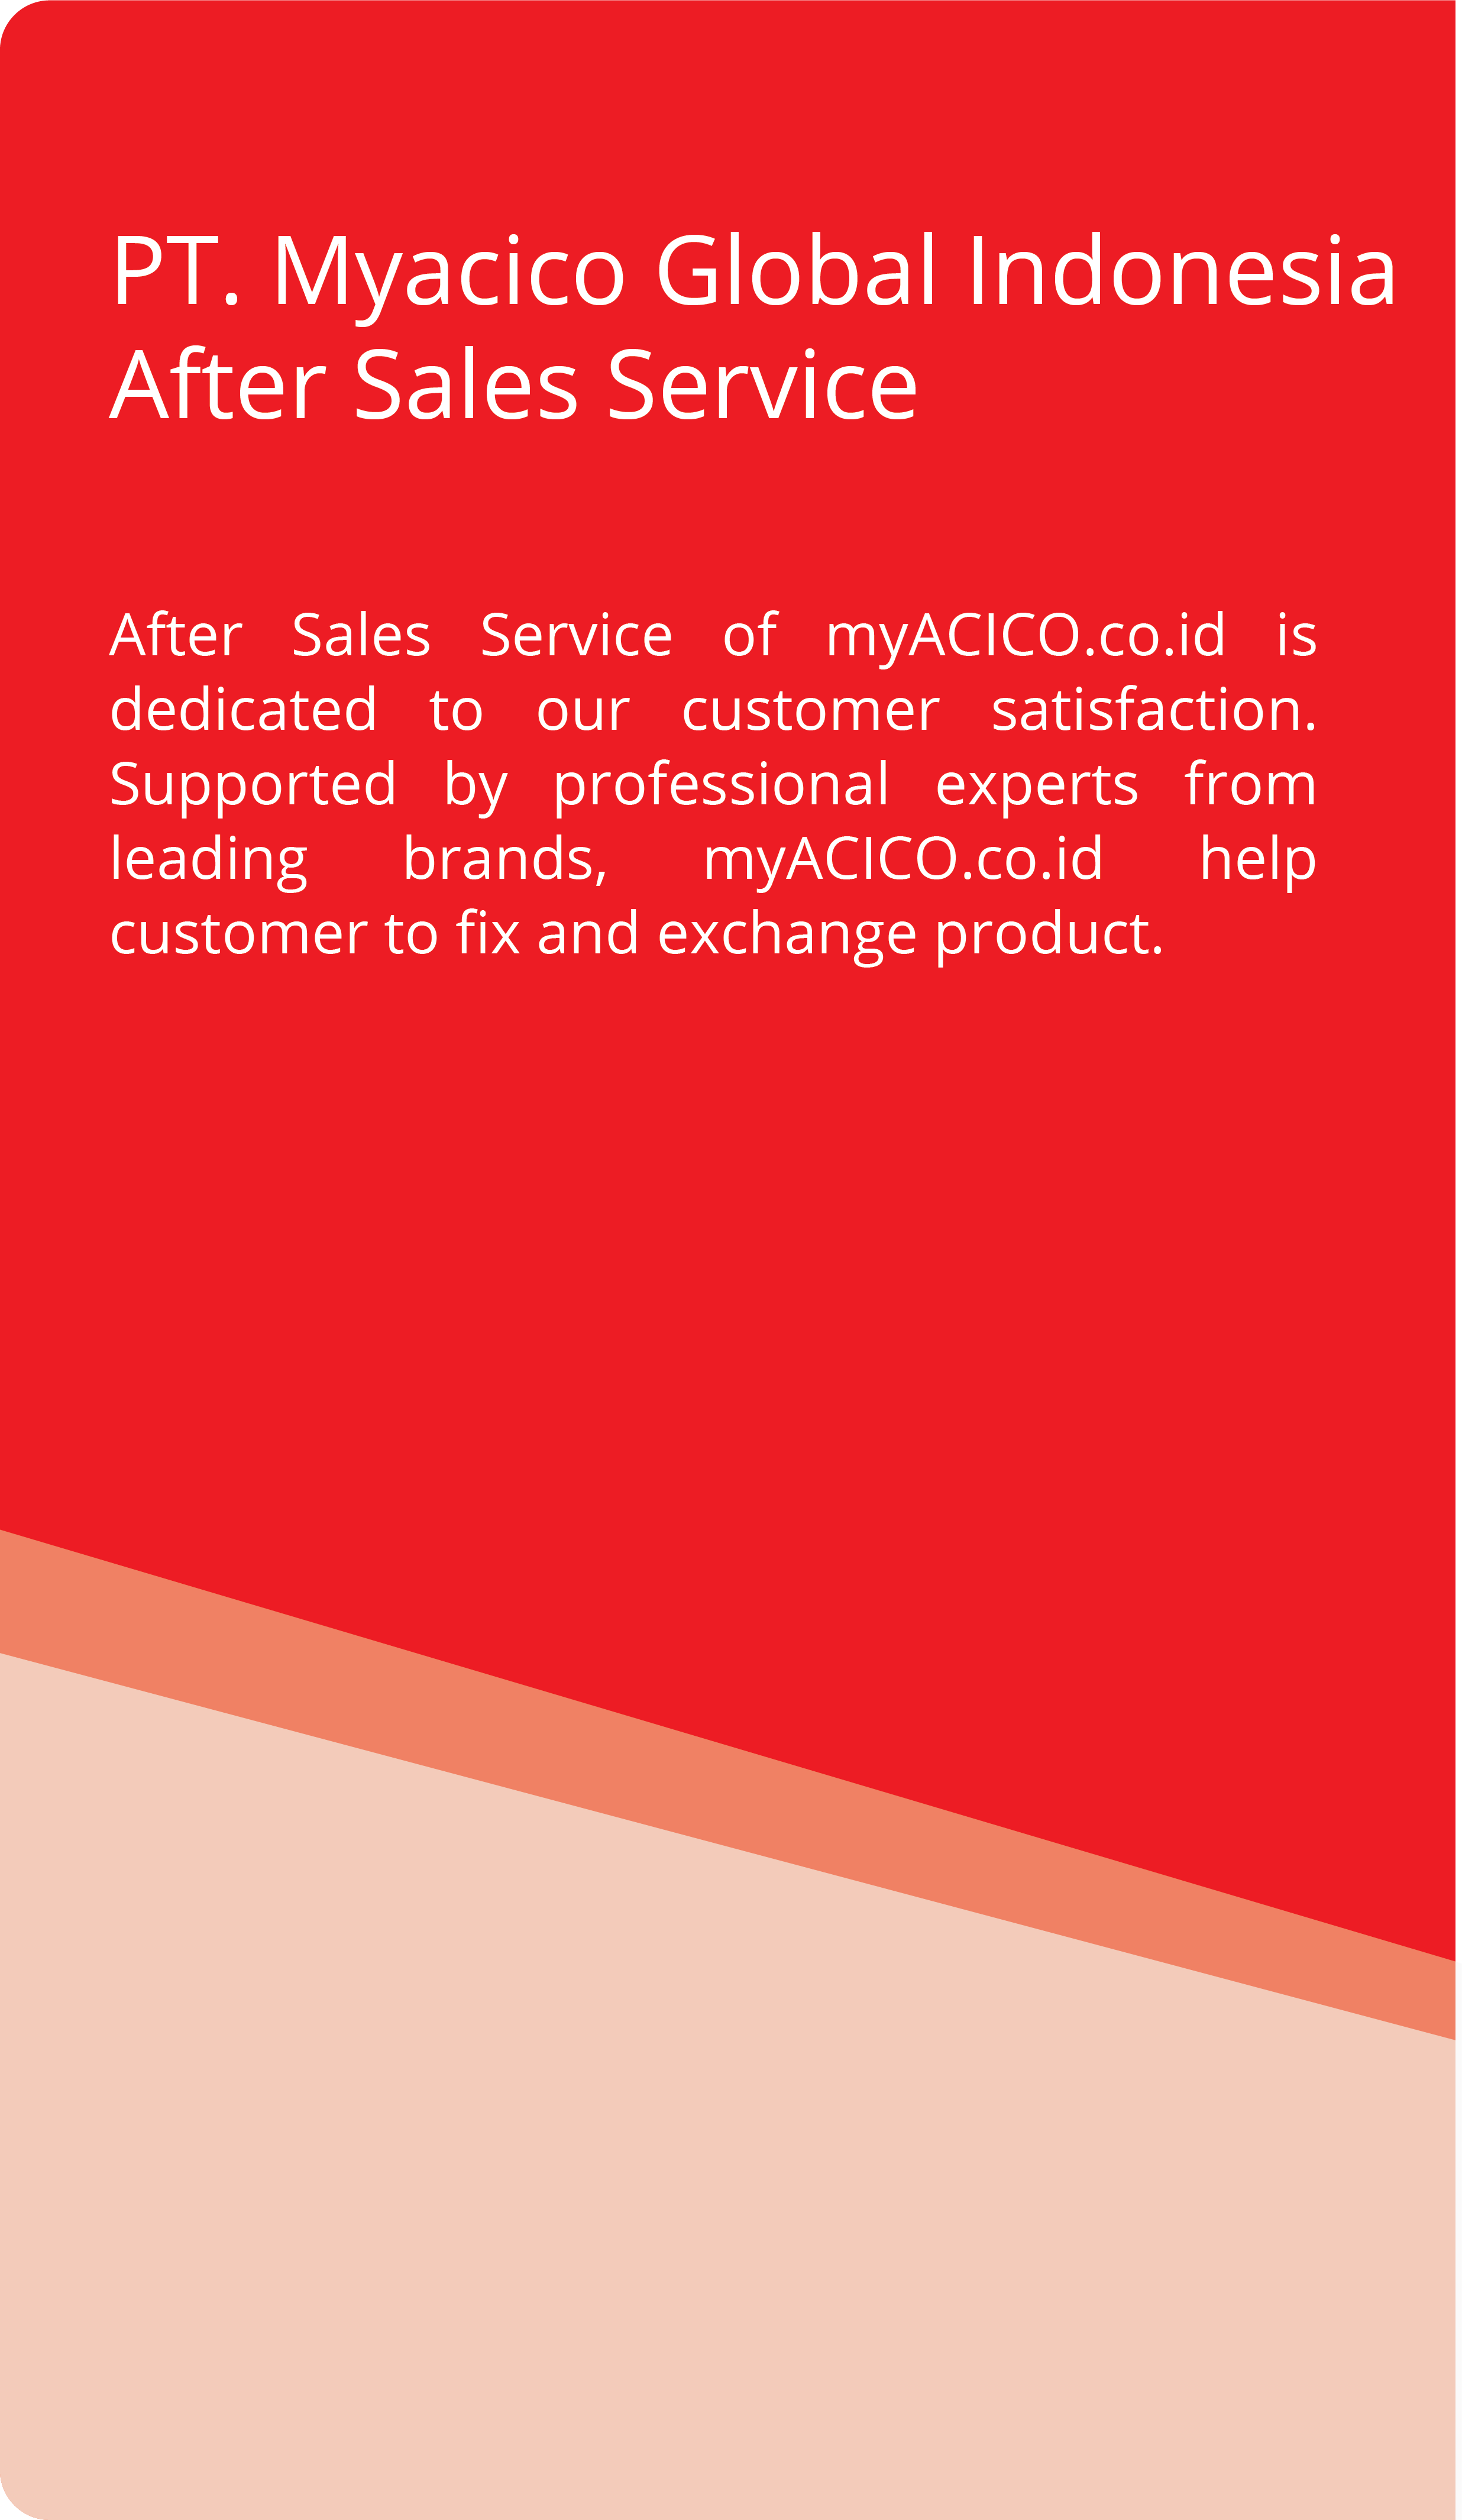 PT. Myacico Global Indonesia
After Sales Service
After Sales Service of myACICO.co.id is
dedicated to our customer satisfaction.
Supported by professional experts from
leading brands, myACICO.co.id help
customer to fix and exchange product.